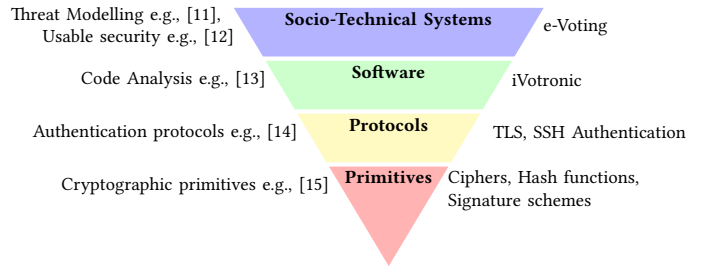 Threat Modelling e.g., [11],
Usable security e.g., [12]
Socio-Technical Systems
e-Voting
Code Analysis e.g., [13]
Software
iVotronic
Authentication protocols e.g., [14]
Protocols
TLS, SSH Authentication
Cryptographic primitives e.g., [15]
Primitives
Ciphers, Hash functions,
Signature schemes